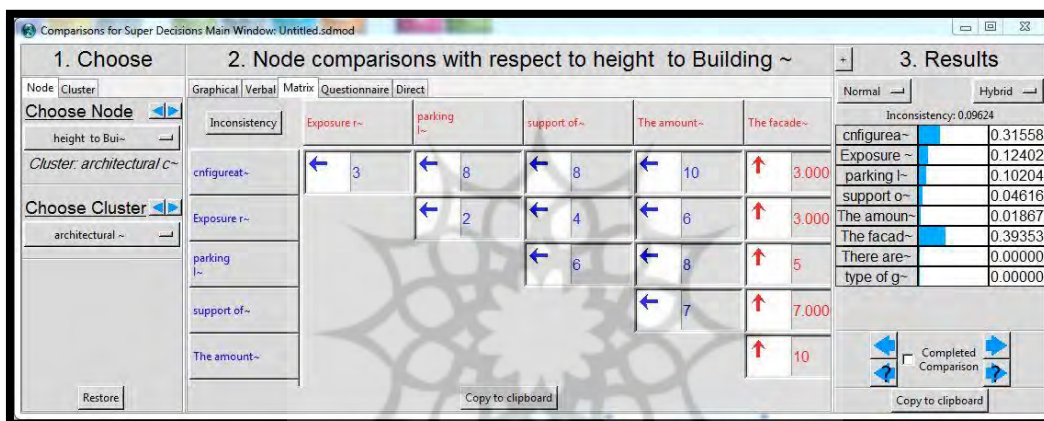 Comparisons for Super Decisions Main Window: Untitled.sdmod
1. Choose
2. Node comparisons with respect to height to Building ~
+
3. Results
Node Cluster
Graphical Verbal Matrix Questionnaire Direct
Normal
Hybrid
Choose Node
height to Bui~
Cluster: architectural c~
Choose Cluster
architectural ~
Restore
Inconsistency Exposure r~ parking l~ support of~ The amount~ The facade~
cnfigureat~ 3 8 8 10 3.000
Exposure r~ 2 4 6 3.000
parking l~ 6 8 5
support of~ 7 7.000
The amount~ 10
Copy to clipboard
Inconsistency: 0.09624
cnfigurea~ 0.31558
Exposure ~ 0.12402
parking l~ 0.10204
support o~ 0.04616
The amoun~ 0.01867
The facad~ 0.39353
There are~ 0.00000
type of g~ 0.00000
Completed
Comparison
? ?
Copy to clipboard